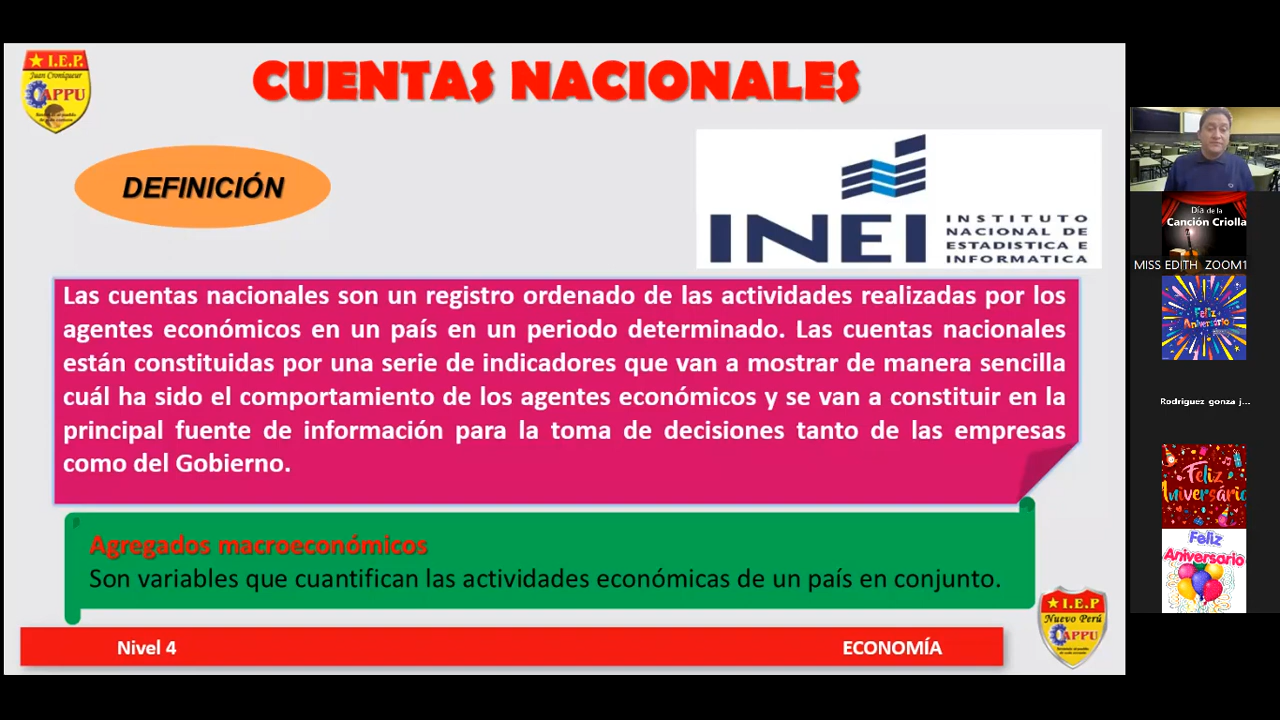 ★ I.E.P.
Juan Croniqueur
APPU
CUENTAS NACIONALES
DEFINICIÓN
INEI
INSTITUTO
NACIONAL DE
ESTADISTICA E
INFORMATICA
Las cuentas nacionales son un registro ordenado de las actividades realizadas por los
agentes económicos en un país en un periodo determinado. Las cuentas nacionales
están constituidas por una serie de indicadores que van a mostrar de manera sencilla
cuál ha sido el comportamiento de los agentes económicos y se van a constituir en la
principal fuente de información para la toma de decisiones tanto de las empresas
como del Gobierno.
Agregados macroeconómicos
Son variables que cuantifican las actividades económicas de un país en conjunto.
Nivel 4
ECONOMÍA
★ I.E.P
Nuevo Perú
APPU
Día de la
Canción Criolla
MISS EDITH ZOOM1
Feliz
Aniversario
Rodriguez gonza j...
Feliz
Aniversário
Feliz
Aniversario